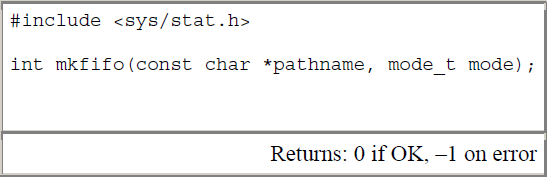 #include <sys/stat.h>
int mkfifo(const char *pathname, mode_t mode);
Returns: 0 if OK, –1 on error